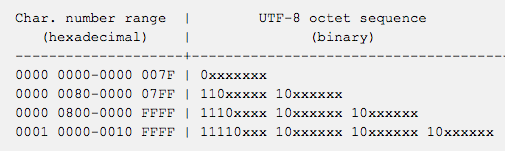 Char. number range  |        UTF-8 octet sequence
   (hexadecimal)    |              (binary)
--------------------+---------------------------------------------
0000 0000-0000 007F | 0xxxxxxx
0000 0080-0000 07FF | 110xxxxx 10xxxxxx
0000 0800-0000 FFFF | 1110xxxx 10xxxxxx 10xxxxxx
0001 0000-0010 FFFF | 11110xxx 10xxxxxx 10xxxxxx 10xxxxxx